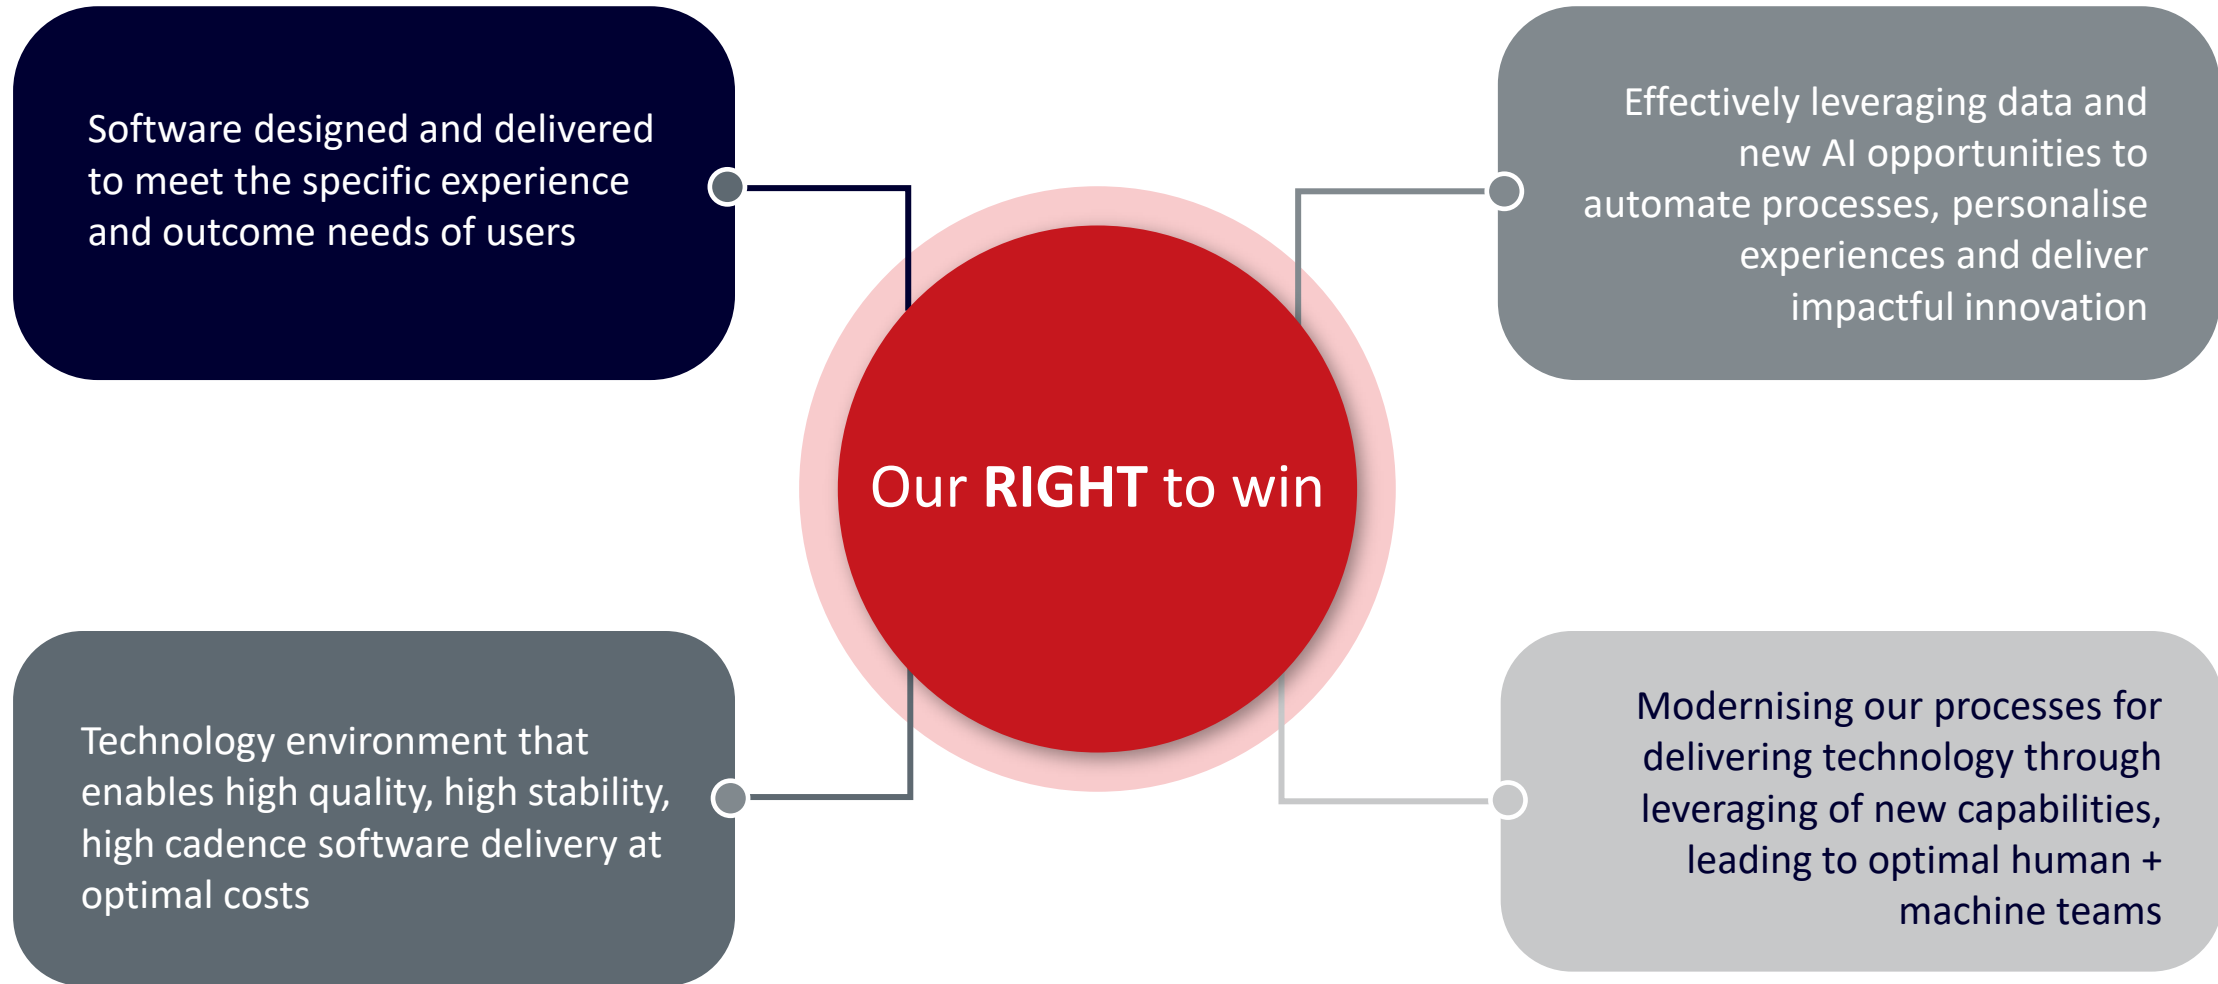 Software designed and delivered
to meet the specific experience
and outcome needs of users
Effectively leveraging data and
new AI opportunities to
automate processes, personalise
experiences and deliver
impactful innovation
Our RIGHT to win
Technology environment that
enables high quality, high stability,
high cadence software delivery at
optimal costs
Modernising our processes for
delivering technology through
leveraging of new capabilities,
leading to optimal human +
machine teams